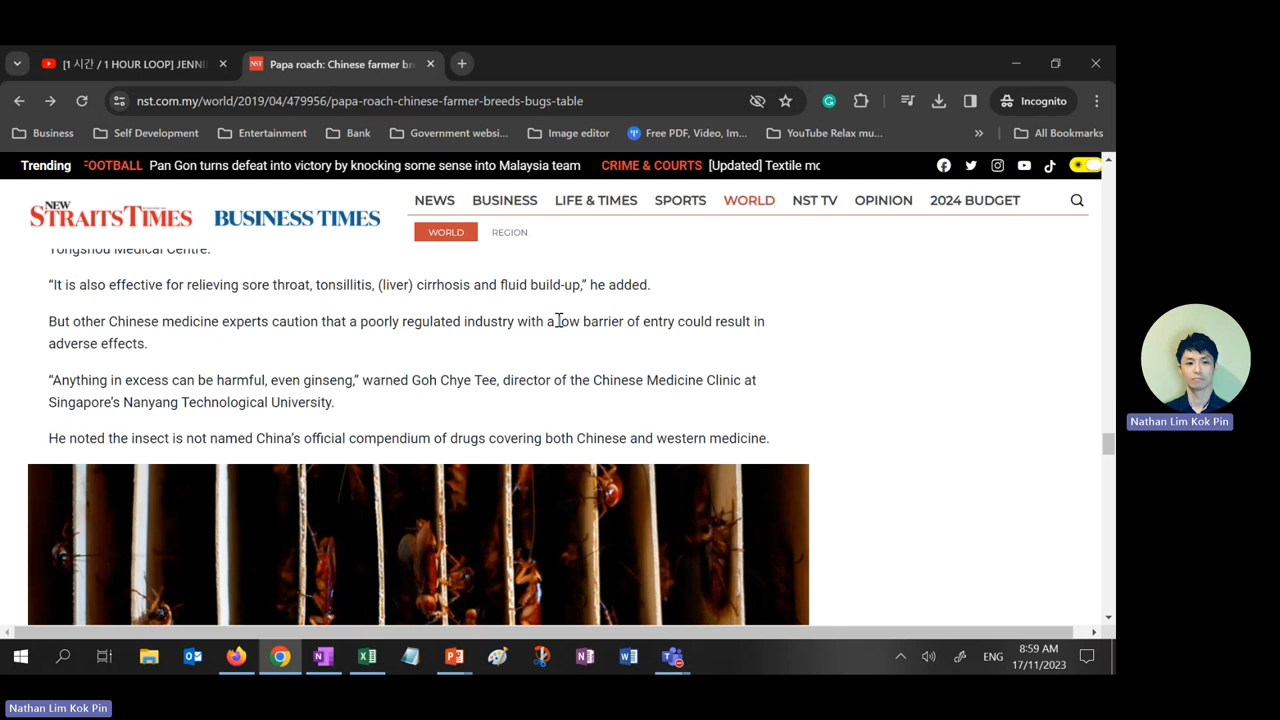 [1 시간 / 1 HOUR LOOP] JENNI
Papa roach: Chinese farmer br
nst.com.my/world/2019/04/479956/papa-roach-chinese-farmer-breeds-bugs-table
Incognito
Business
Self Development
Entertainment
Bank
Government websi...
Image editor
Free PDF, Video, Im...
YouTube Relax mu...
»
All Bookmarks
Trending
FOOTBALL Pan Gon turns defeat into victory by knocking some sense into Malaysia team CRIME & COURTS [Updated] Textile mo
NEW
STRAITS TIMES
BUSINESS TIMES
NEWS BUSINESS LIFE & TIMES SPORTS WORLD NST TV OPINION 2024 BUDGET
WORLD REGION
Yongshou Medical Centre.
“It is also effective for relieving sore throat, tonsillitis, (liver) cirrhosis and fluid build-up,” he added.
But other Chinese medicine experts caution that a poorly regulated industry with a low barrier of entry could result in
adverse effects.
“Anything in excess can be harmful, even ginseng,” warned Goh Chye Tee, director of the Chinese Medicine Clinic at
Singapore’s Nanyang Technological University.
He noted the insect is not named China’s official compendium of drugs covering both Chinese and western medicine.
Nathan Lim Kok Pin
ENG
8:59 AM
17/11/2023
Nathan Lim Kok Pin